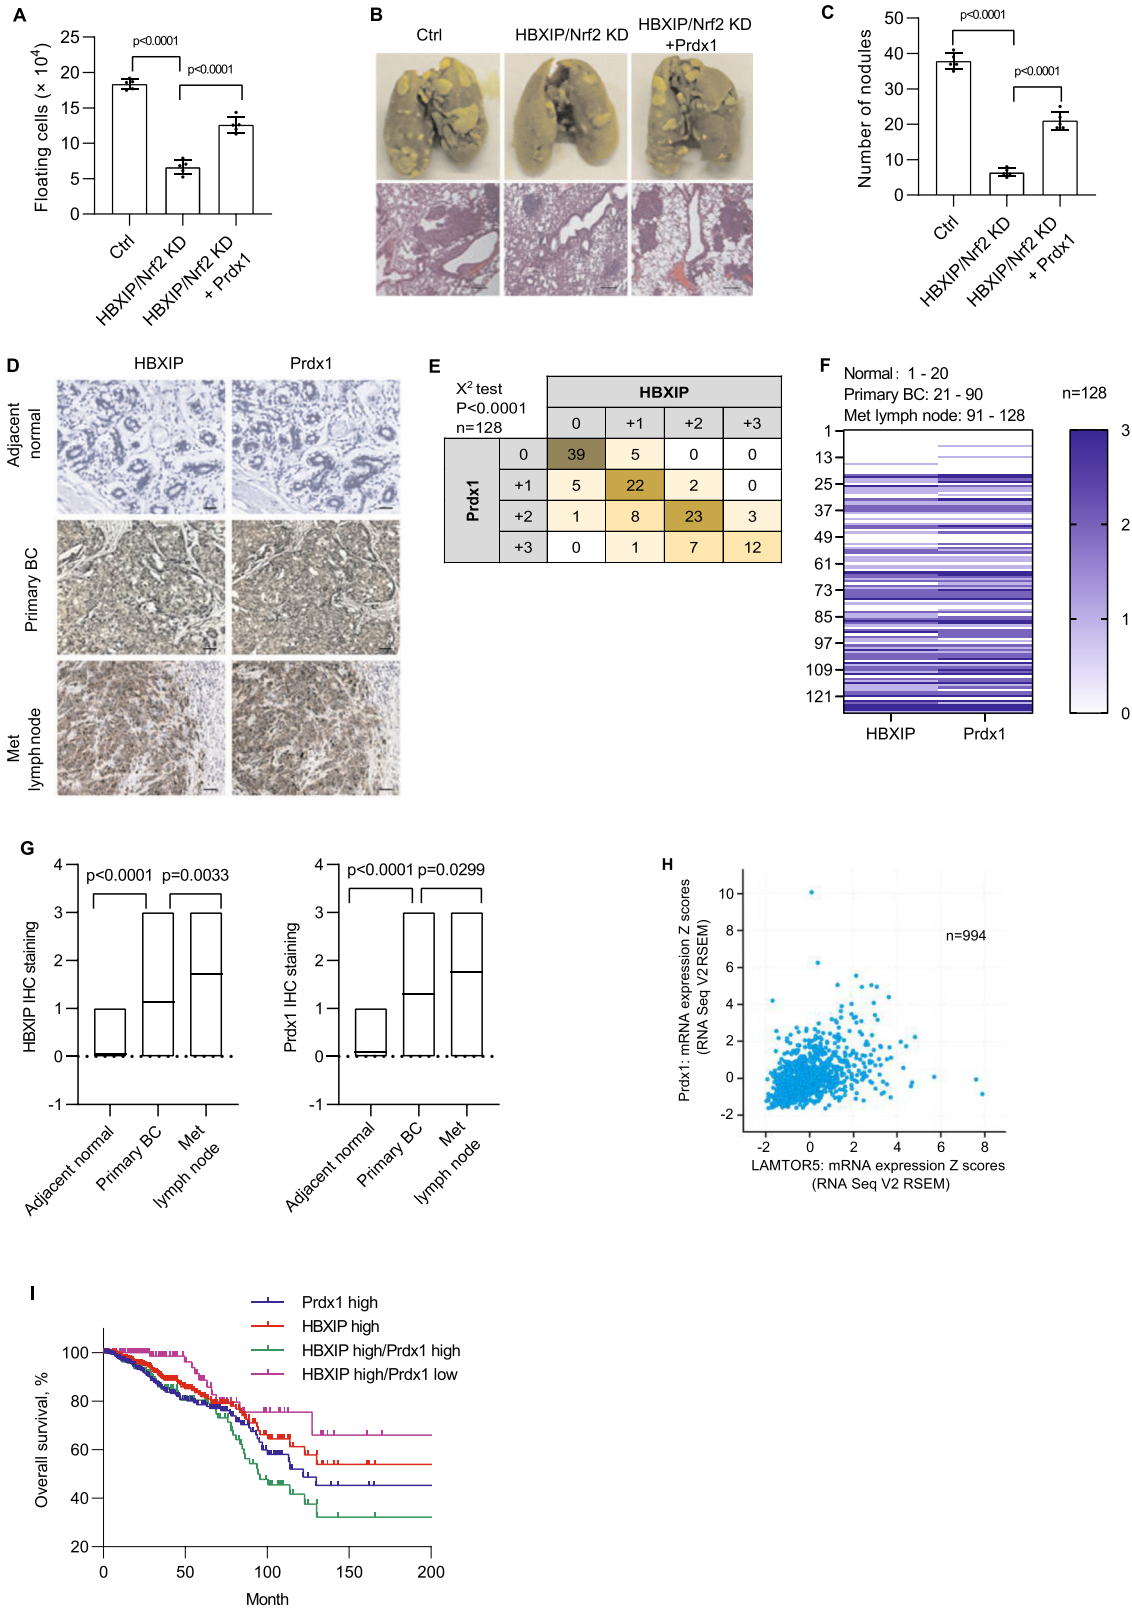 A
25
20
15
10
5
0
Floating cells (× 10⁴)
p<0.0001
p<0.0001
Ctrl
HBXIP/Nrf2 KD
HBXIP/Nrf2 KD
+ Prdx1
B
Ctrl
HBXIP/Nrf2 KD
HBXIP/Nrf2 KD
+Prdx1
C
50
40
30
20
10
0
Number of nodules
p<0.0001
p<0.0001
Ctrl
HBXIP/Nrf2 KD
HBXIP/Nrf2 KD
+ Prdx1
D
HBXIP
Prdx1
Adjacent
normal
Primary BC
Met
lymph node
E
X² test
P<0.0001
n=128
HBXIP
0 +1 +2 +3
Prdx1
0 39 5 0 0
+1 5 22 2 0
+2 1 8 23 3
+3 0 1 7 12
F
Normal: 1 - 20
Primary BC: 21 - 90
Met lymph node: 91 - 128
n=128
1
13
25
37
49
61
73
85
97
109
121
HBXIP
Prdx1
3
2
1
0
G
4
3
2
1
0
-1
HBXIP IHC staining
p<0.0001
p=0.0033
Adjacent normal
Primary BC
Met
lymph node
4
3
2
1
0
-1
Prdx1 IHC staining
p<0.0001
p=0.0299
Adjacent normal
Primary BC
Met
lymph node
H
10
8
6
4
2
0
-2
Prdx1: mRNA expression Z scores
(RNA Seq V2 RSEM)
n=994
-2 0 2 4 6 8
LAMTOR5: mRNA expression Z scores
(RNA Seq V2 RSEM)
I
Prdx1 high
HBXIP high
HBXIP high/Prdx1 high
HBXIP high/Prdx1 low
100
80
60
40
20
Overall survival, %
0 50 100 150 200
Month